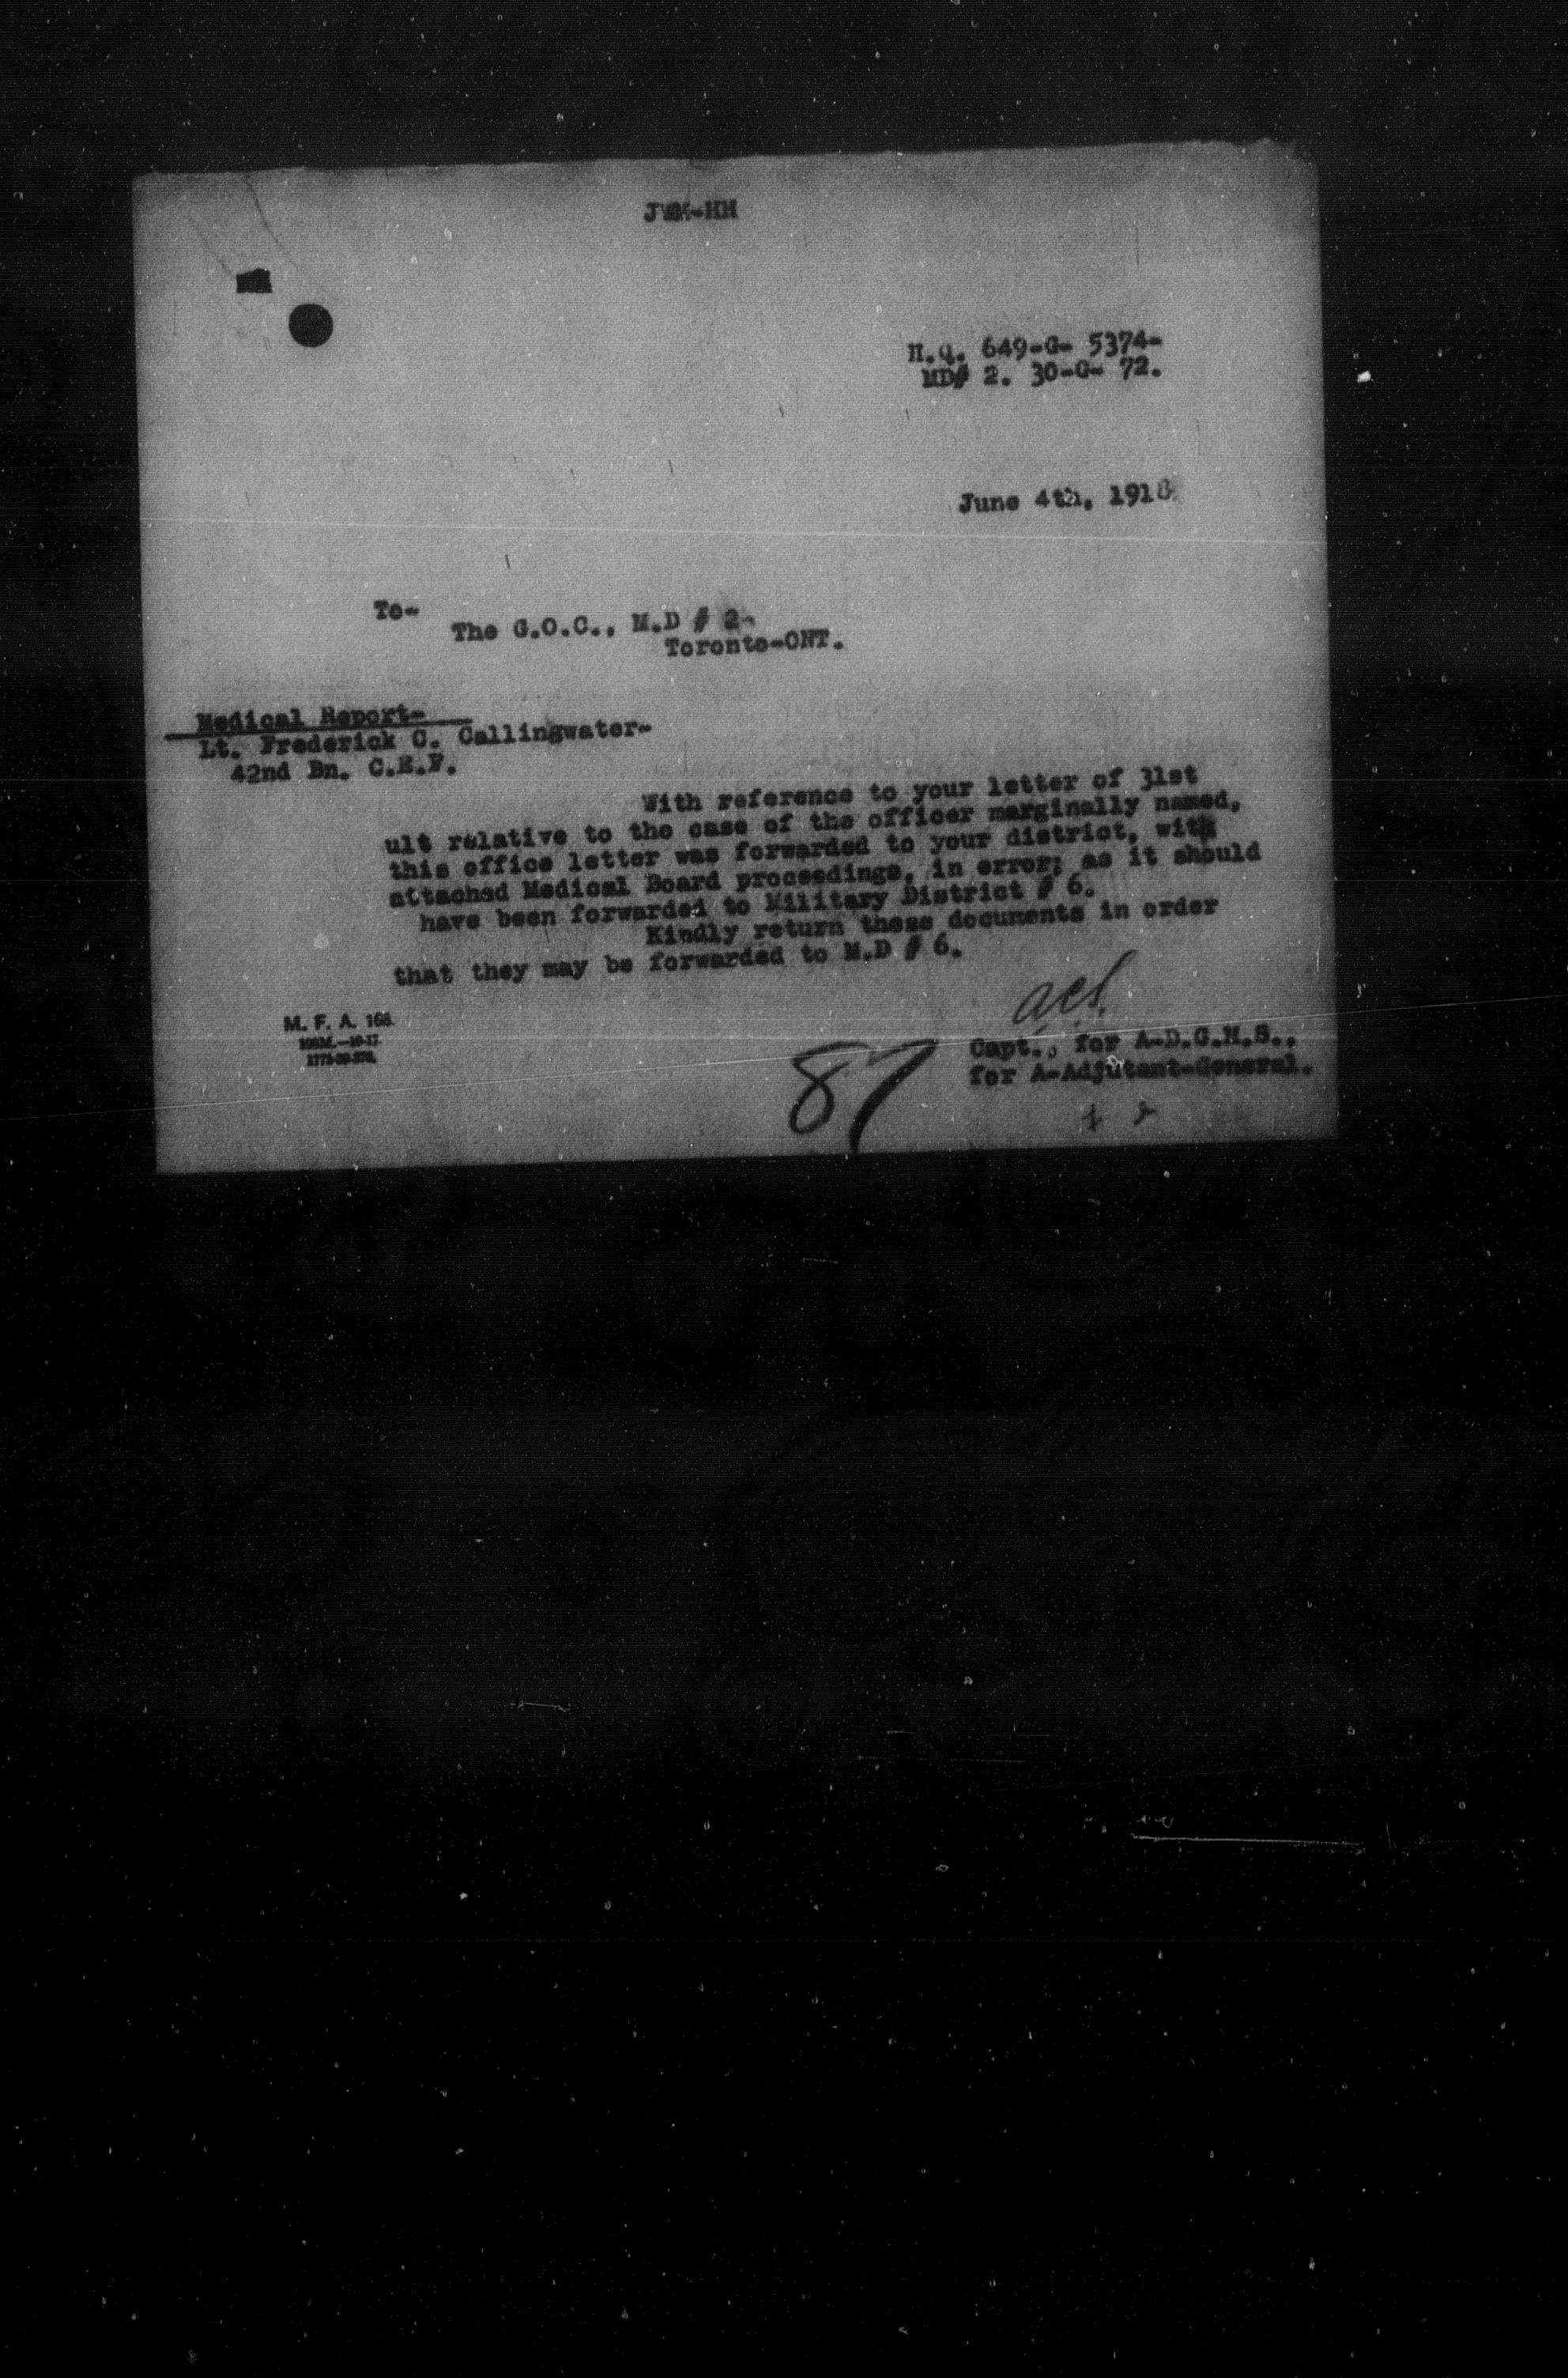 H.Q. 649-G- 5374-
MD# 2. 30-G- 72.
June 4th, 1918
To-
The G.O.C., M.D # 2-
Toronto-ONT.
Medical Report-
Lt. Frederick C. Callingwater-
42nd Bn. C.E.F.
With reference to your letter of 31st
ult relative to the case of the officer marginally named,
this office letter was forwarded to your district, with
attached Medical Board proceedings, in error; as it should
have been forwarded to Military District # 6.
Kindly return these documents in order
that they may be forwarded to M.D # 6.
M. F. A. 168.
Capt., for A-D.G.M.S.,
for A-Adjutant-General.
87